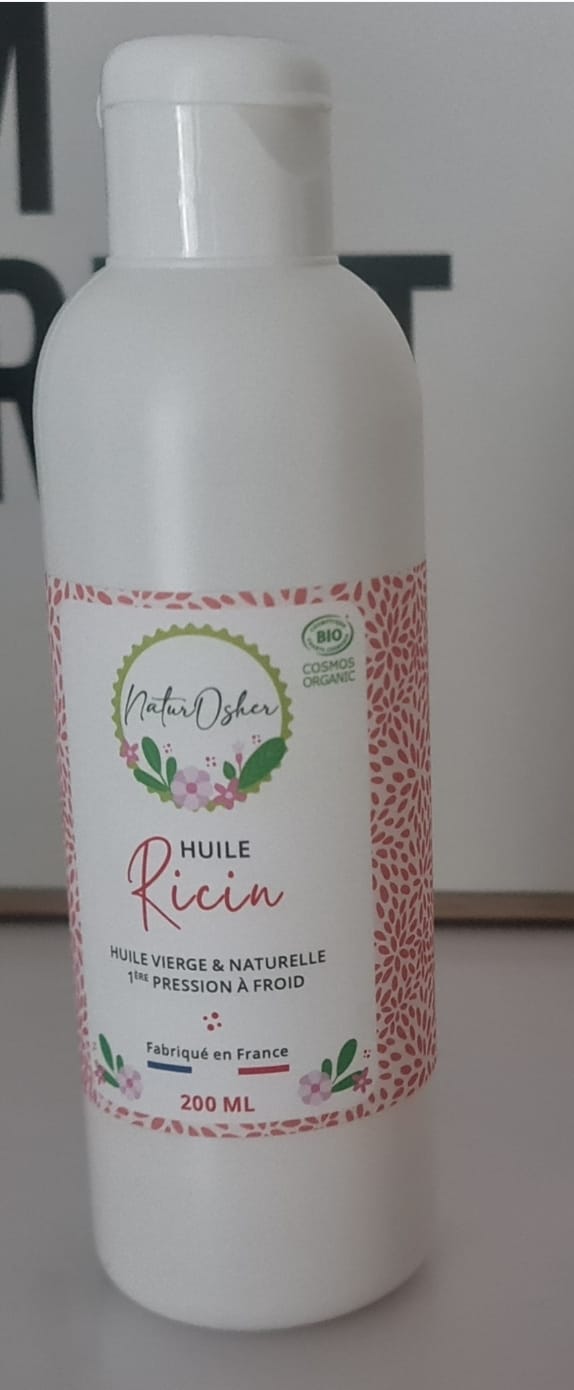 NaturOsher
BIO
COSMOS
ORGANIC
HUILE
Ricin
HUILE VIERGE & NATURELLE
1ÈRE PRESSION À FROID
Fabriqué en France
200 ML